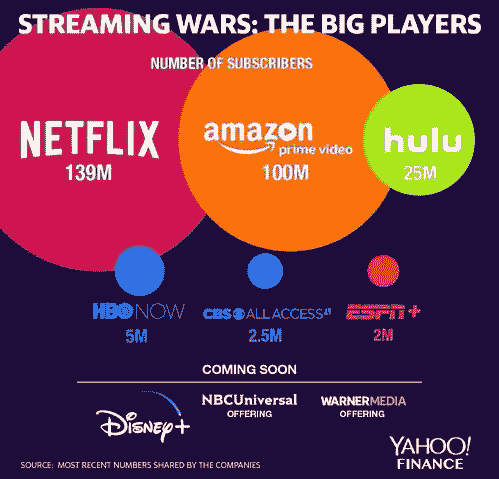 STREAMING WARS: THE BIG PLAYERS
NUMBER OF SUBSCRIBERS
NETFLIX
139M
amazon
prime video
100M
hulu
25M
HBO NOW
5M
CBS ALL ACCESS
2.5M
ESPN+
2M
COMING SOON
Disney+
NBCUniversal
OFFERING
WARNERMEDIA
OFFERING
YAHOO!
FINANCE
SOURCE: MOST RECENT NUMBERS SHARED BY THE COMPANIES